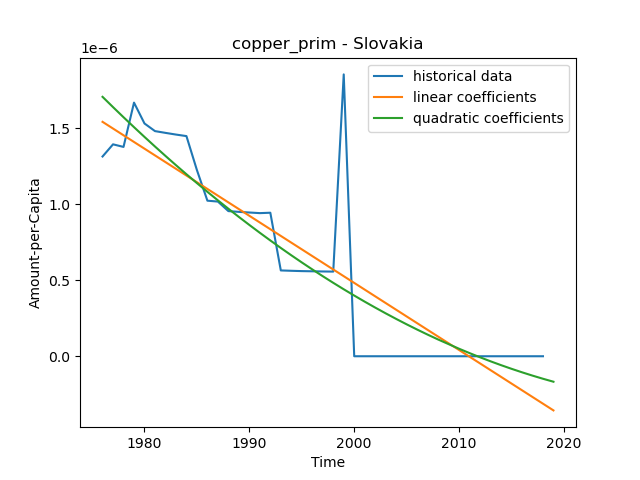 copper_prim - Slovakia
1e−6
historical data
linear coefficients
quadratic coefficients
1.5
1.0
0.5
0.0
Amount-per-Capita
1980 1990 2000 2010 2020
Time